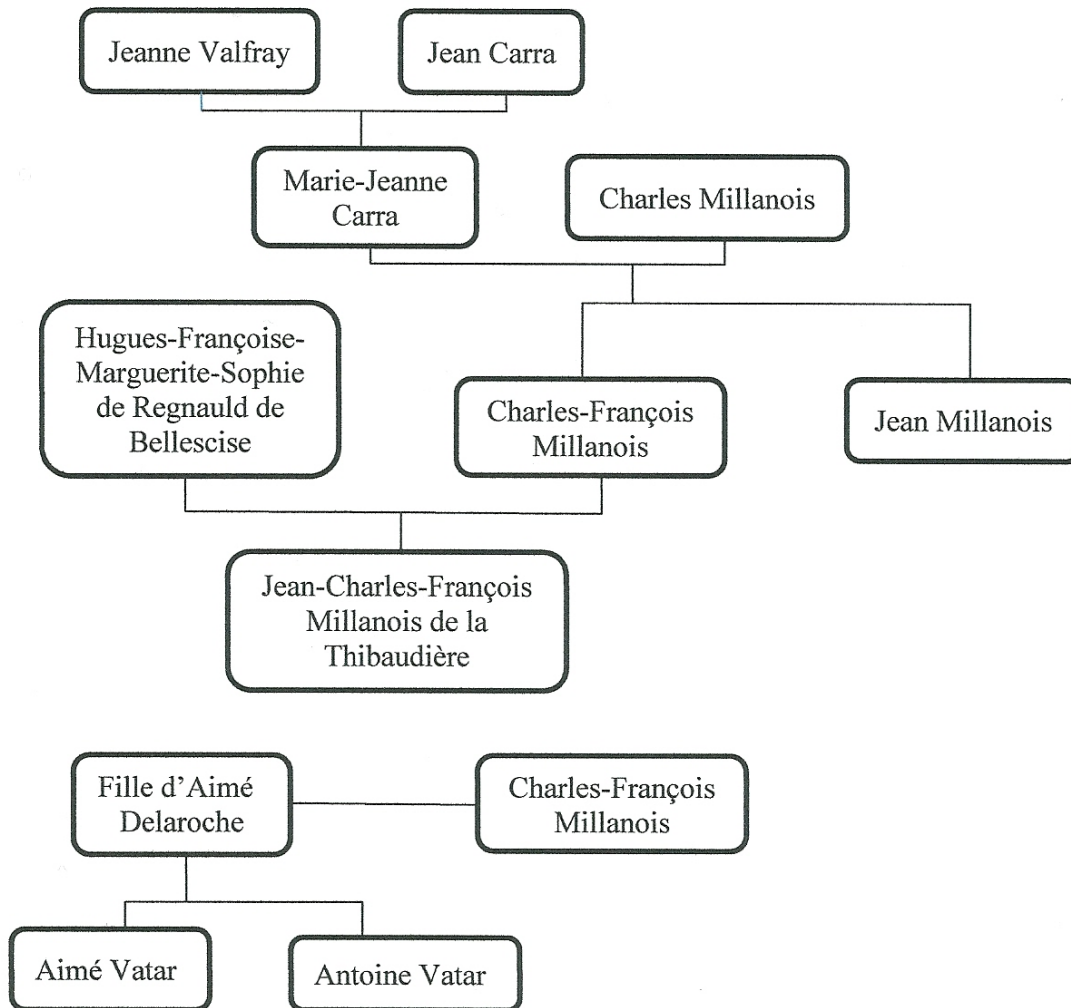 Jeanne Valfray
Jean Carra
Marie-Jeanne
Carra
Charles Millanois
Hugues-Françoise-
Marguerite-Sophie
de Regnauld de
Bellescise
Charles-François
Millanois
Jean Millanois
Jean-Charles-François
Millanois de la
Thibaudière
Fille d’Aimé
Delaroche
Charles-François
Millanois
Aimé Vatar
Antoine Vatar